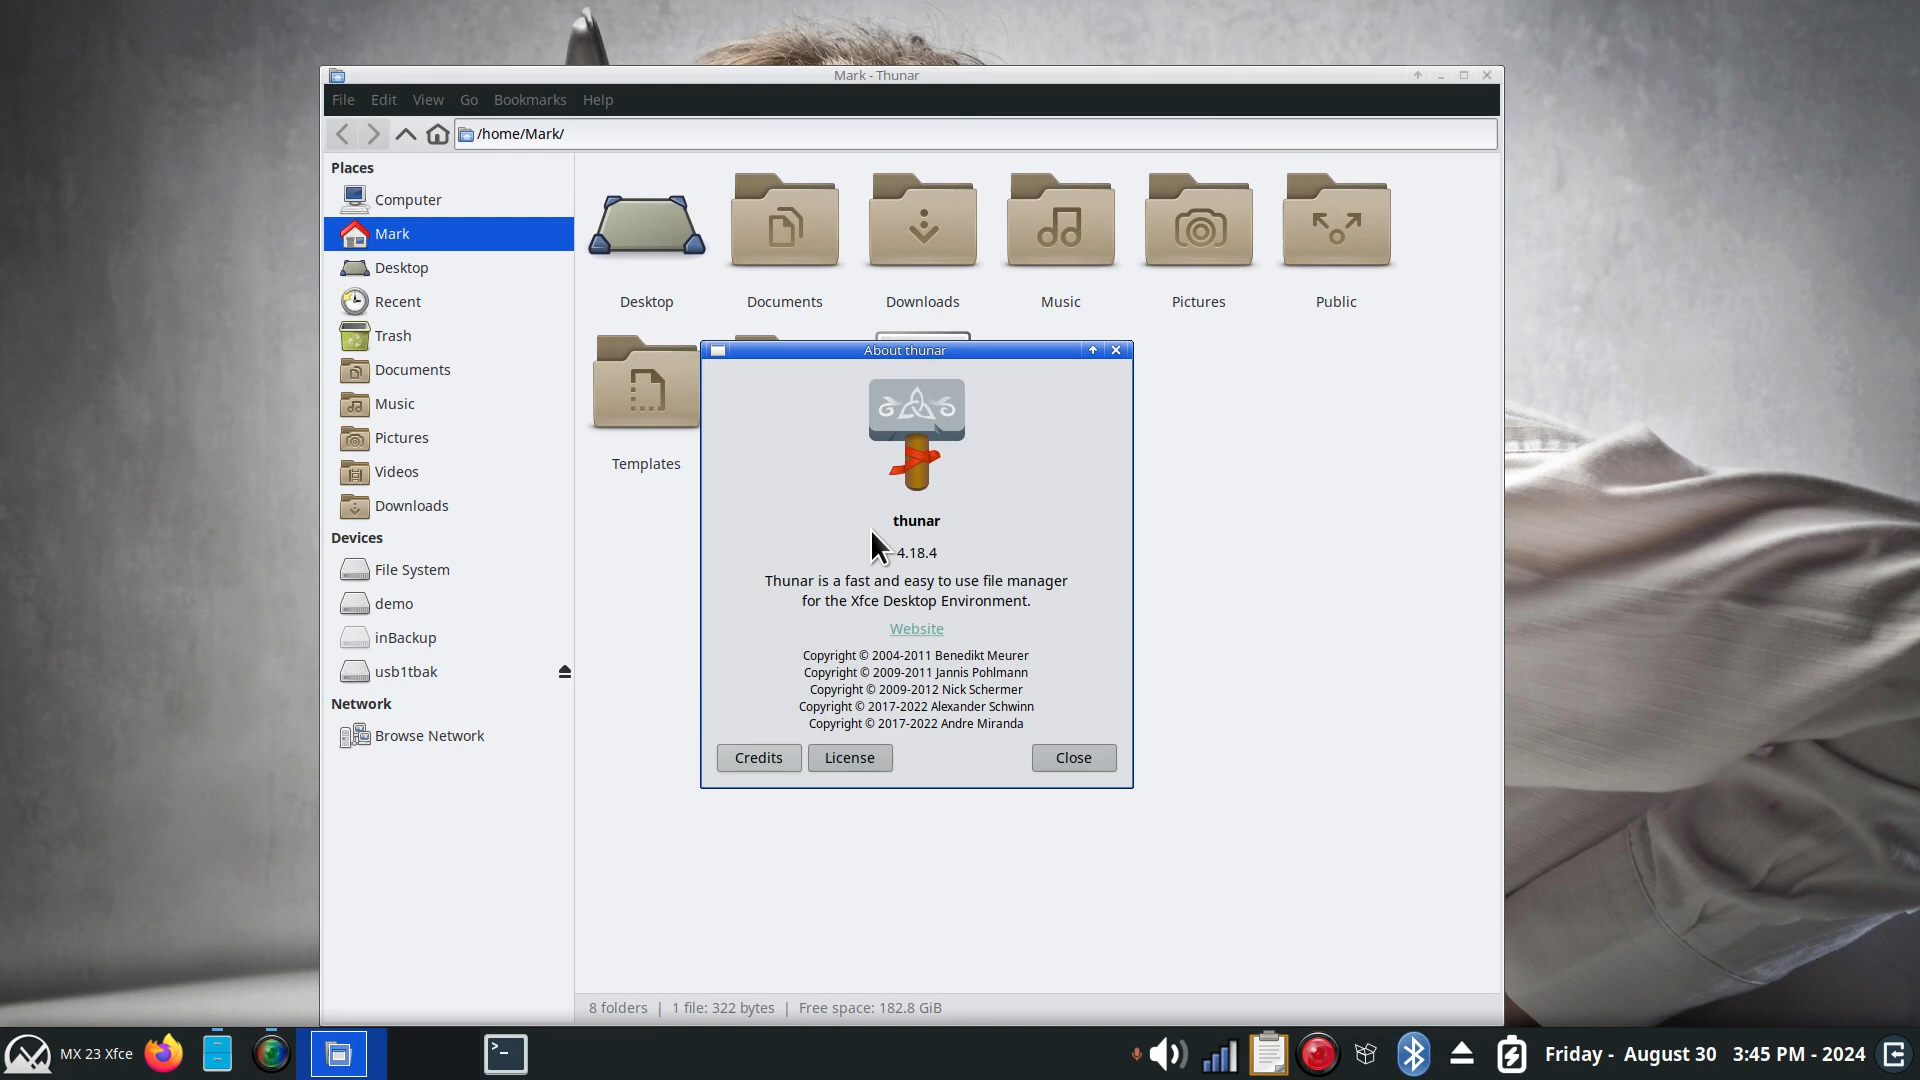 Mark - Thunar
File Edit View Go Bookmarks Help
/home/Mark/
Places
Computer
Mark
Desktop
Recent
Trash
Documents
Music
Pictures
Videos
Downloads
Devices
File System
demo
inBackup
usb1tbak
Network
Browse Network
Desktop Documents Downloads Music Pictures Public
Templates
About thunar
thunar
4.18.4
Thunar is a fast and easy to use file manager
for the Xfce Desktop Environment.
Website
Copyright © 2004-2011 Benedikt Meurer
Copyright © 2009-2011 Jannis Pohlmann
Copyright © 2009-2012 Nick Schermer
Copyright © 2017-2022 Alexander Schwinn
Copyright © 2017-2022 Andre Miranda
Credits License Close
8 folders | 1 file: 322 bytes | Free space: 182.8 GiB
MX 23 Xfce
>_
Friday - August 30 3:45 PM - 2024